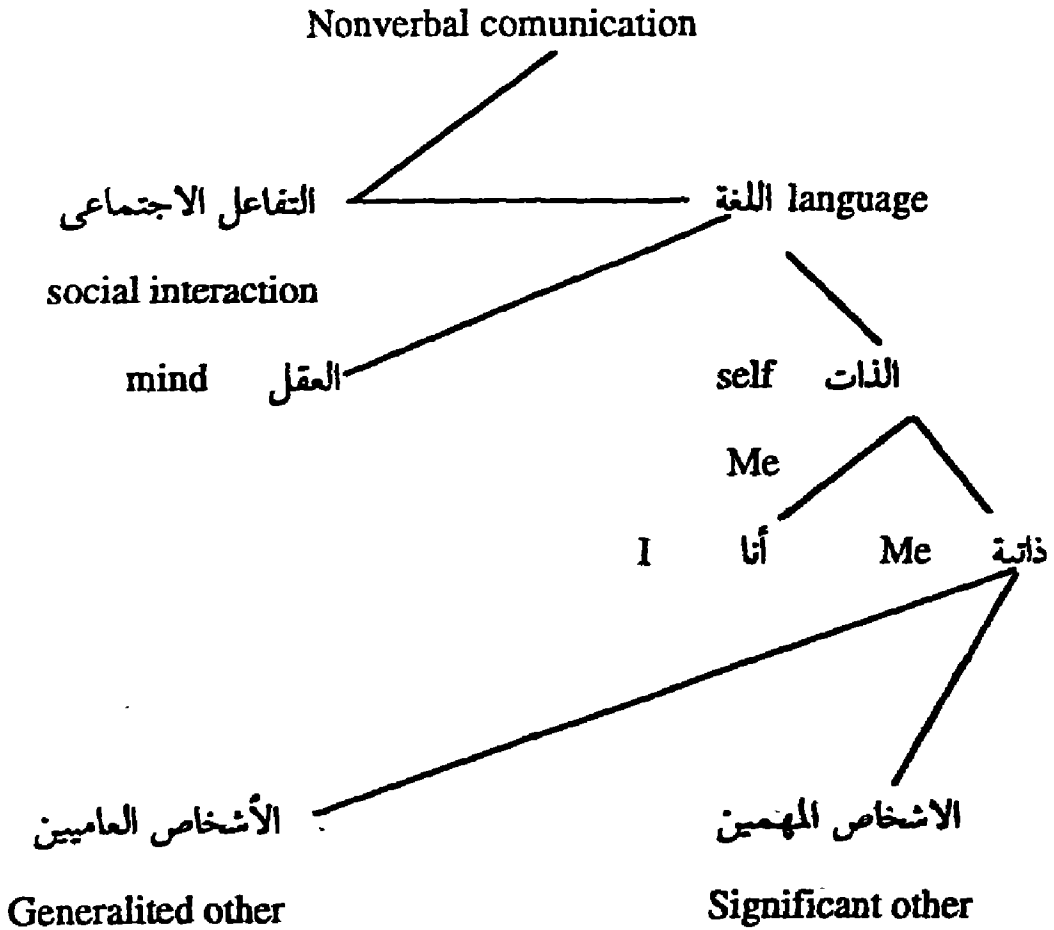 Nonverbal comunication
التفاعل الاجتماعى
اللغة language
social interaction
mind العقل
self الذات
Me
I أنا Me ذاتية
الأشخاص العاميين
الاشخاص المهمين
Generalited other
Significant other